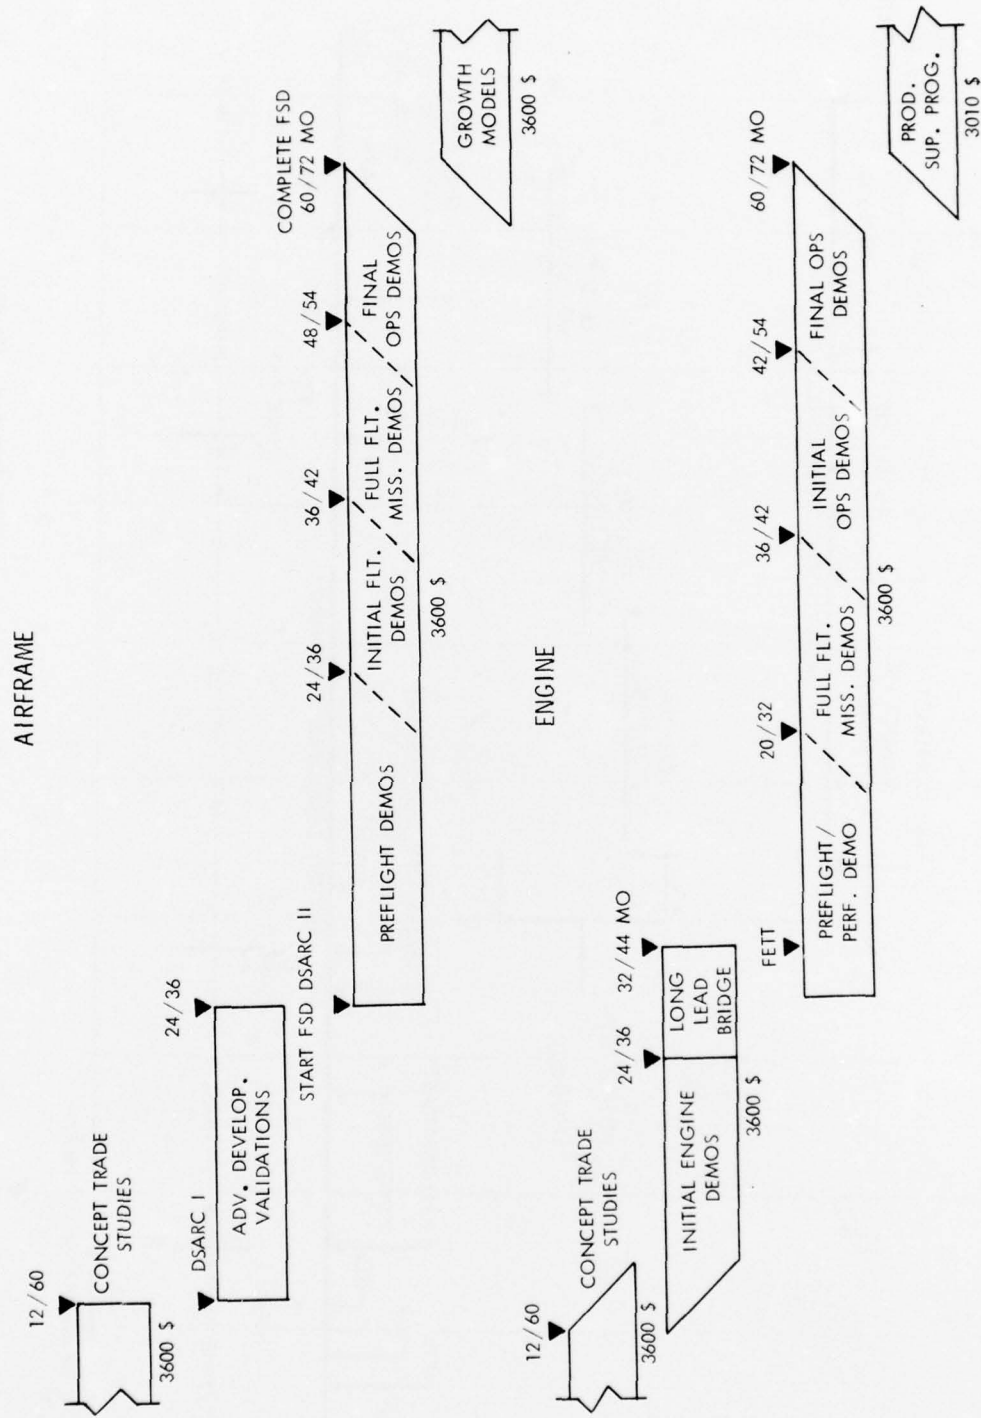 AIRFRAME
12/60
CONCEPT TRADE
STUDIES
3600 $
DSARC I
24/36
ADV. DEVELOP.
VALIDATIONS
START FSD DSARC II
24/36
36/42
48/54
COMPLETE FSD
60/72 MO
PREFLIGHT DEMOS
INITIAL FLT.
DEMOS
FULL FLT.
MISS. DEMOS
FINAL
OPS DEMOS
3600 $
GROWTH
MODELS
3600 $
ENGINE
12/60
CONCEPT TRADE
STUDIES
3600 $
24/36
32/44 MO
INITIAL ENGINE
DEMOS
LONG
LEAD
BRIDGE
3600 $
FETT
20/32
36/42
42/54
60/72 MO
PREFLIGHT/
PERF. DEMO
FULL FLT.
MISS. DEMOS
INITIAL
OPS DEMOS
FINAL OPS
DEMOS
3600 $
PROD.
SUP. PROG.
3010 $